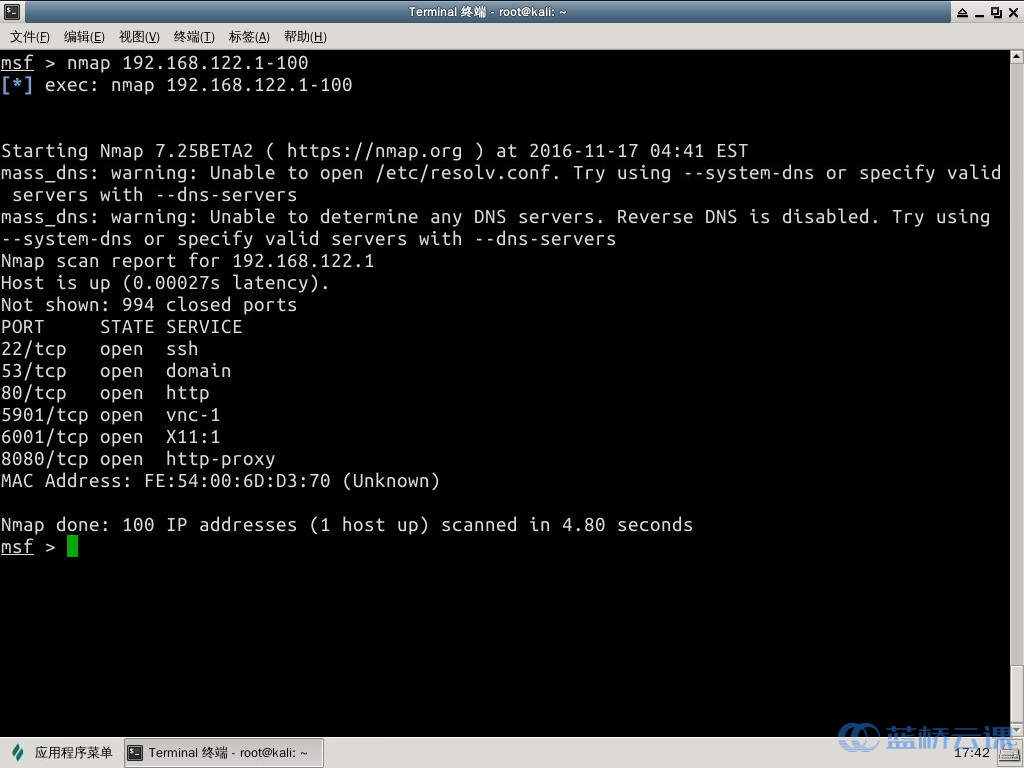 Terminal 终端 - root@kali: ~
文件(F) 编辑(E) 视图(V) 终端(T) 标签(A) 帮助(H)
msf > nmap 192.168.122.1-100
[*] exec: nmap 192.168.122.1-100
Starting Nmap 7.25BETA2 ( https://nmap.org ) at 2016-11-17 04:41 EST
mass_dns: warning: Unable to open /etc/resolv.conf. Try using --system-dns or specify valid
servers with --dns-servers
mass_dns: warning: Unable to determine any DNS servers. Reverse DNS is disabled. Try using
--system-dns or specify valid servers with --dns-servers
Nmap scan report for 192.168.122.1
Host is up (0.00027s latency).
Not shown: 994 closed ports
PORT     STATE SERVICE
22/tcp   open  ssh
53/tcp   open  domain
80/tcp   open  http
5901/tcp open  vnc-1
6001/tcp open  X11:1
8080/tcp open  http-proxy
MAC Address: FE:54:00:6D:D3:70 (Unknown)
Nmap done: 100 IP addresses (1 host up) scanned in 4.80 seconds
msf >
蓝桥云课
应用程序菜单 Terminal 终端 - root@kali: ~ 17:42